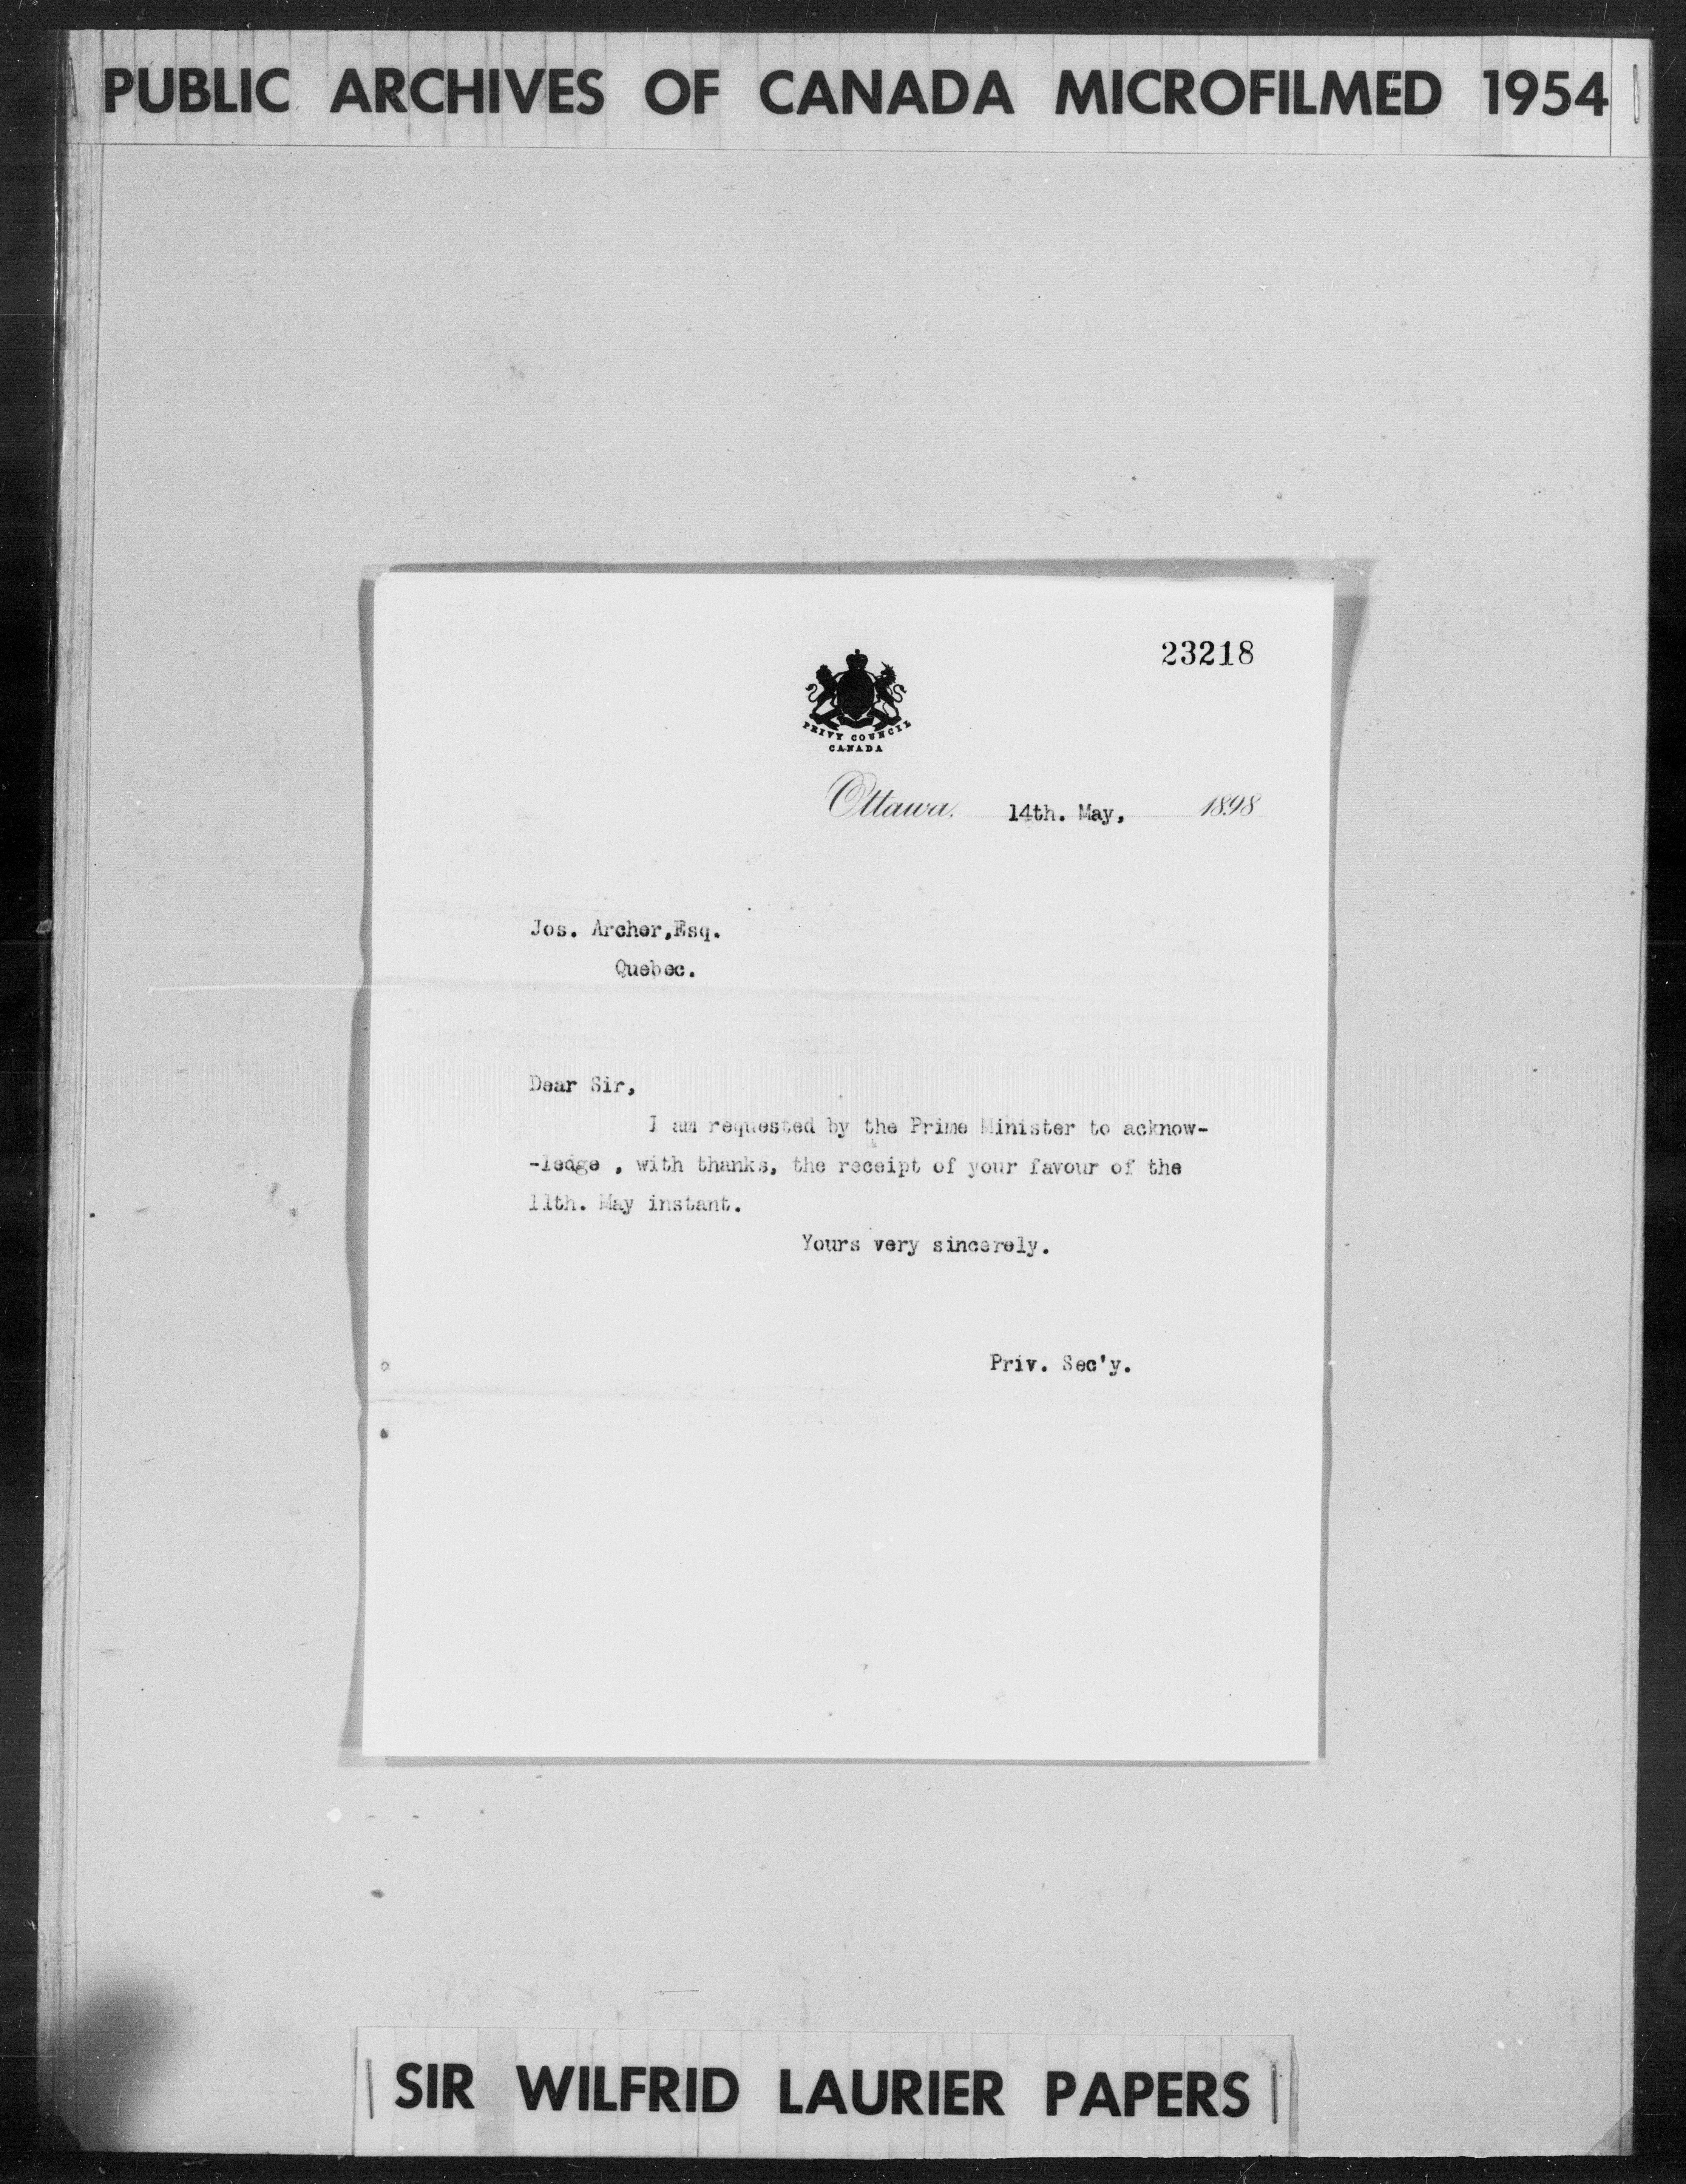 PUBLIC ARCHIVES OF CANADA MICROFILMED 1954
23218
PRIVY COUNCIL
CANADA
Ottawa, 14th. May, 1898
Jos. Archer,Esq.
Quebec.
Dear Sir,
I am requested by the Prime Minister to acknow-
-ledge , with thanks, the receipt of your favour of the
11th. May instant.
Yours very sincerely.
Priv. Sec'y.
SIR WILFRID LAURIER PAPERS